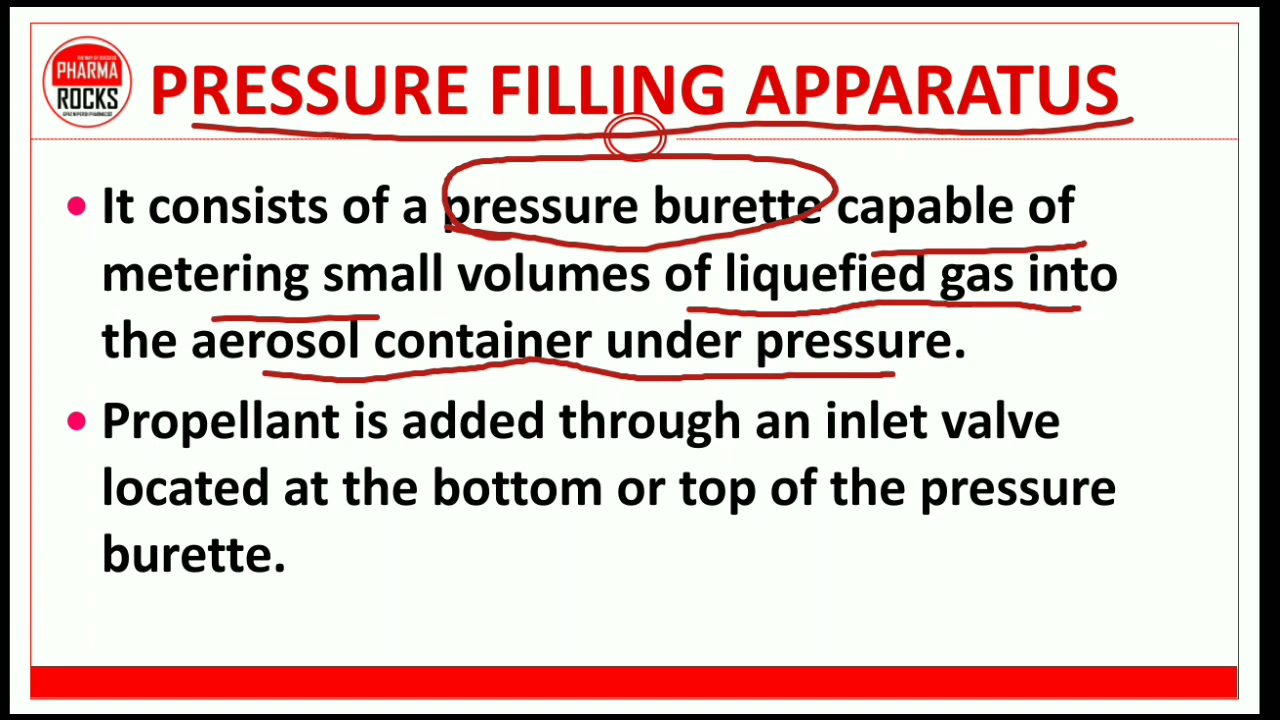 PHARMA
ROCKS
PRESSURE FILLING APPARATUS
• It consists of a pressure burette capable of
metering small volumes of liquefied gas into
the aerosol container under pressure.
• Propellant is added through an inlet valve
located at the bottom or top of the pressure
burette.